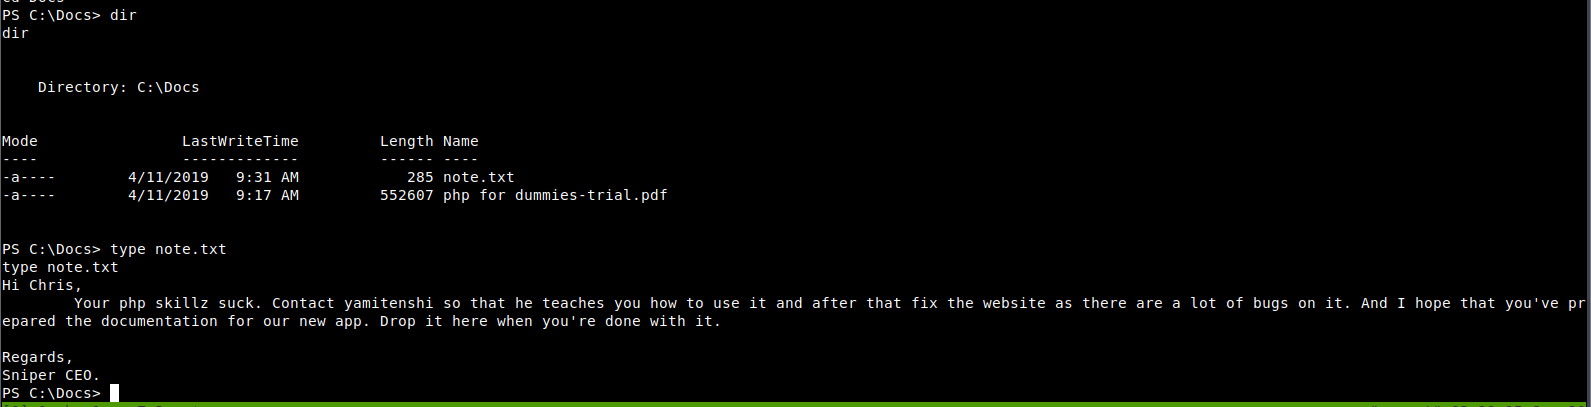 PS C:\Docs> dir
dir
Directory: C:\Docs
Mode LastWriteTime Length Name
---- ------------- ------ ----
-a---- 4/11/2019 9:31 AM 285 note.txt
-a---- 4/11/2019 9:17 AM 552607 php for dummies-trial.pdf
PS C:\Docs> type note.txt
type note.txt
Hi Chris,
Your php skillz suck. Contact yamitenshi so that he teaches you how to use it and after that fix the website as there are a lot of bugs on it. And I hope that you've pr
epared the documentation for our new app. Drop it here when you're done with it.
Regards,
Sniper CEO.
PS C:\Docs>